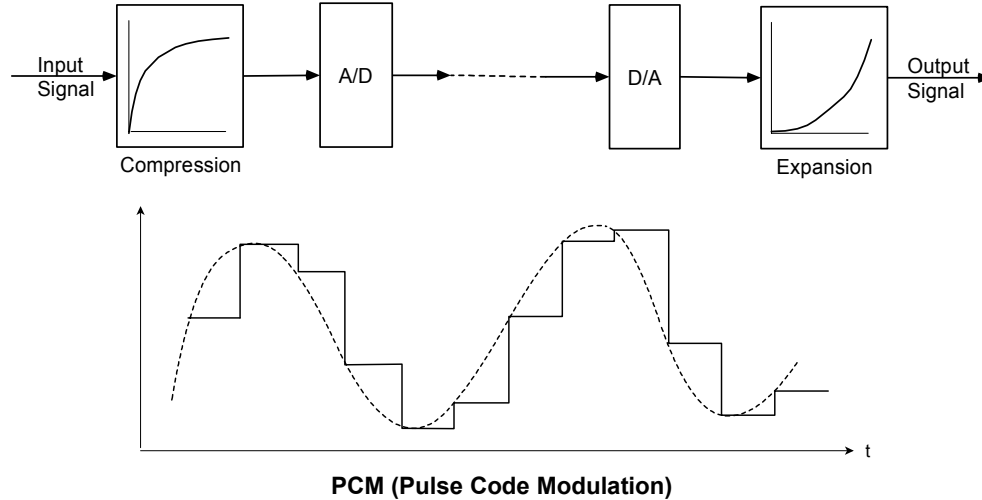 Input
Signal
A/D
D/A
Output
Signal
Compression
Expansion
t
PCM (Pulse Code Modulation)